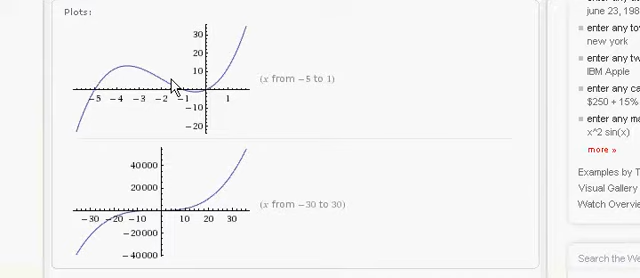 Plots:
30
20
10
−5 −4 −3 −2 −1 1
−10
−20
(x from −5 to 1)
40000
20000
−30 −20 −10 10 20 30
−20000
−40000
(x from −30 to 30)
june 23, 198
enter any to
new york
enter any tw
IBM Apple
enter any ca
$250 + 15%
enter any ma
x^2 sin(x)
more »
Examples by T
Visual Gallery
Watch Overvie
Search the We